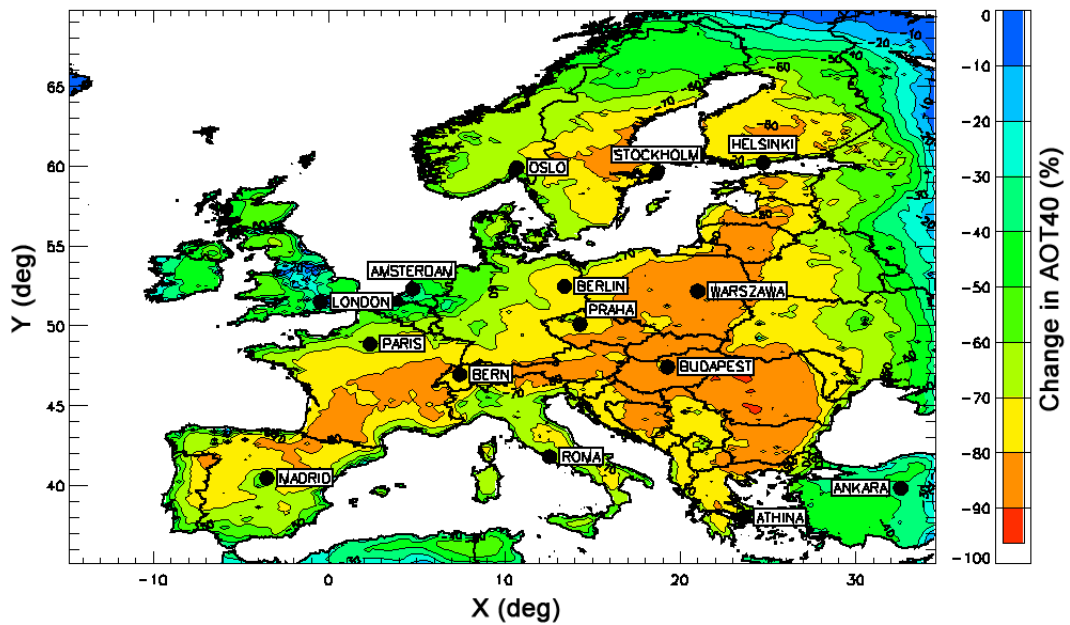 0
-10
-20
-30
-40
-50
-60
-70
-80
-90
-100
Change in AOT40 (%)
65
60
55
50
45
40
Y (deg)
-10
0
10
20
30
X (deg)
OSLO
STOCKHOLM
HELSINKI
AMSTERDAM
LONDON
BERLIN
WARSZAWA
PRAHA
PARIS
BERN
BUDAPEST
ROMA
MADRID
ANKARA
ATHINA